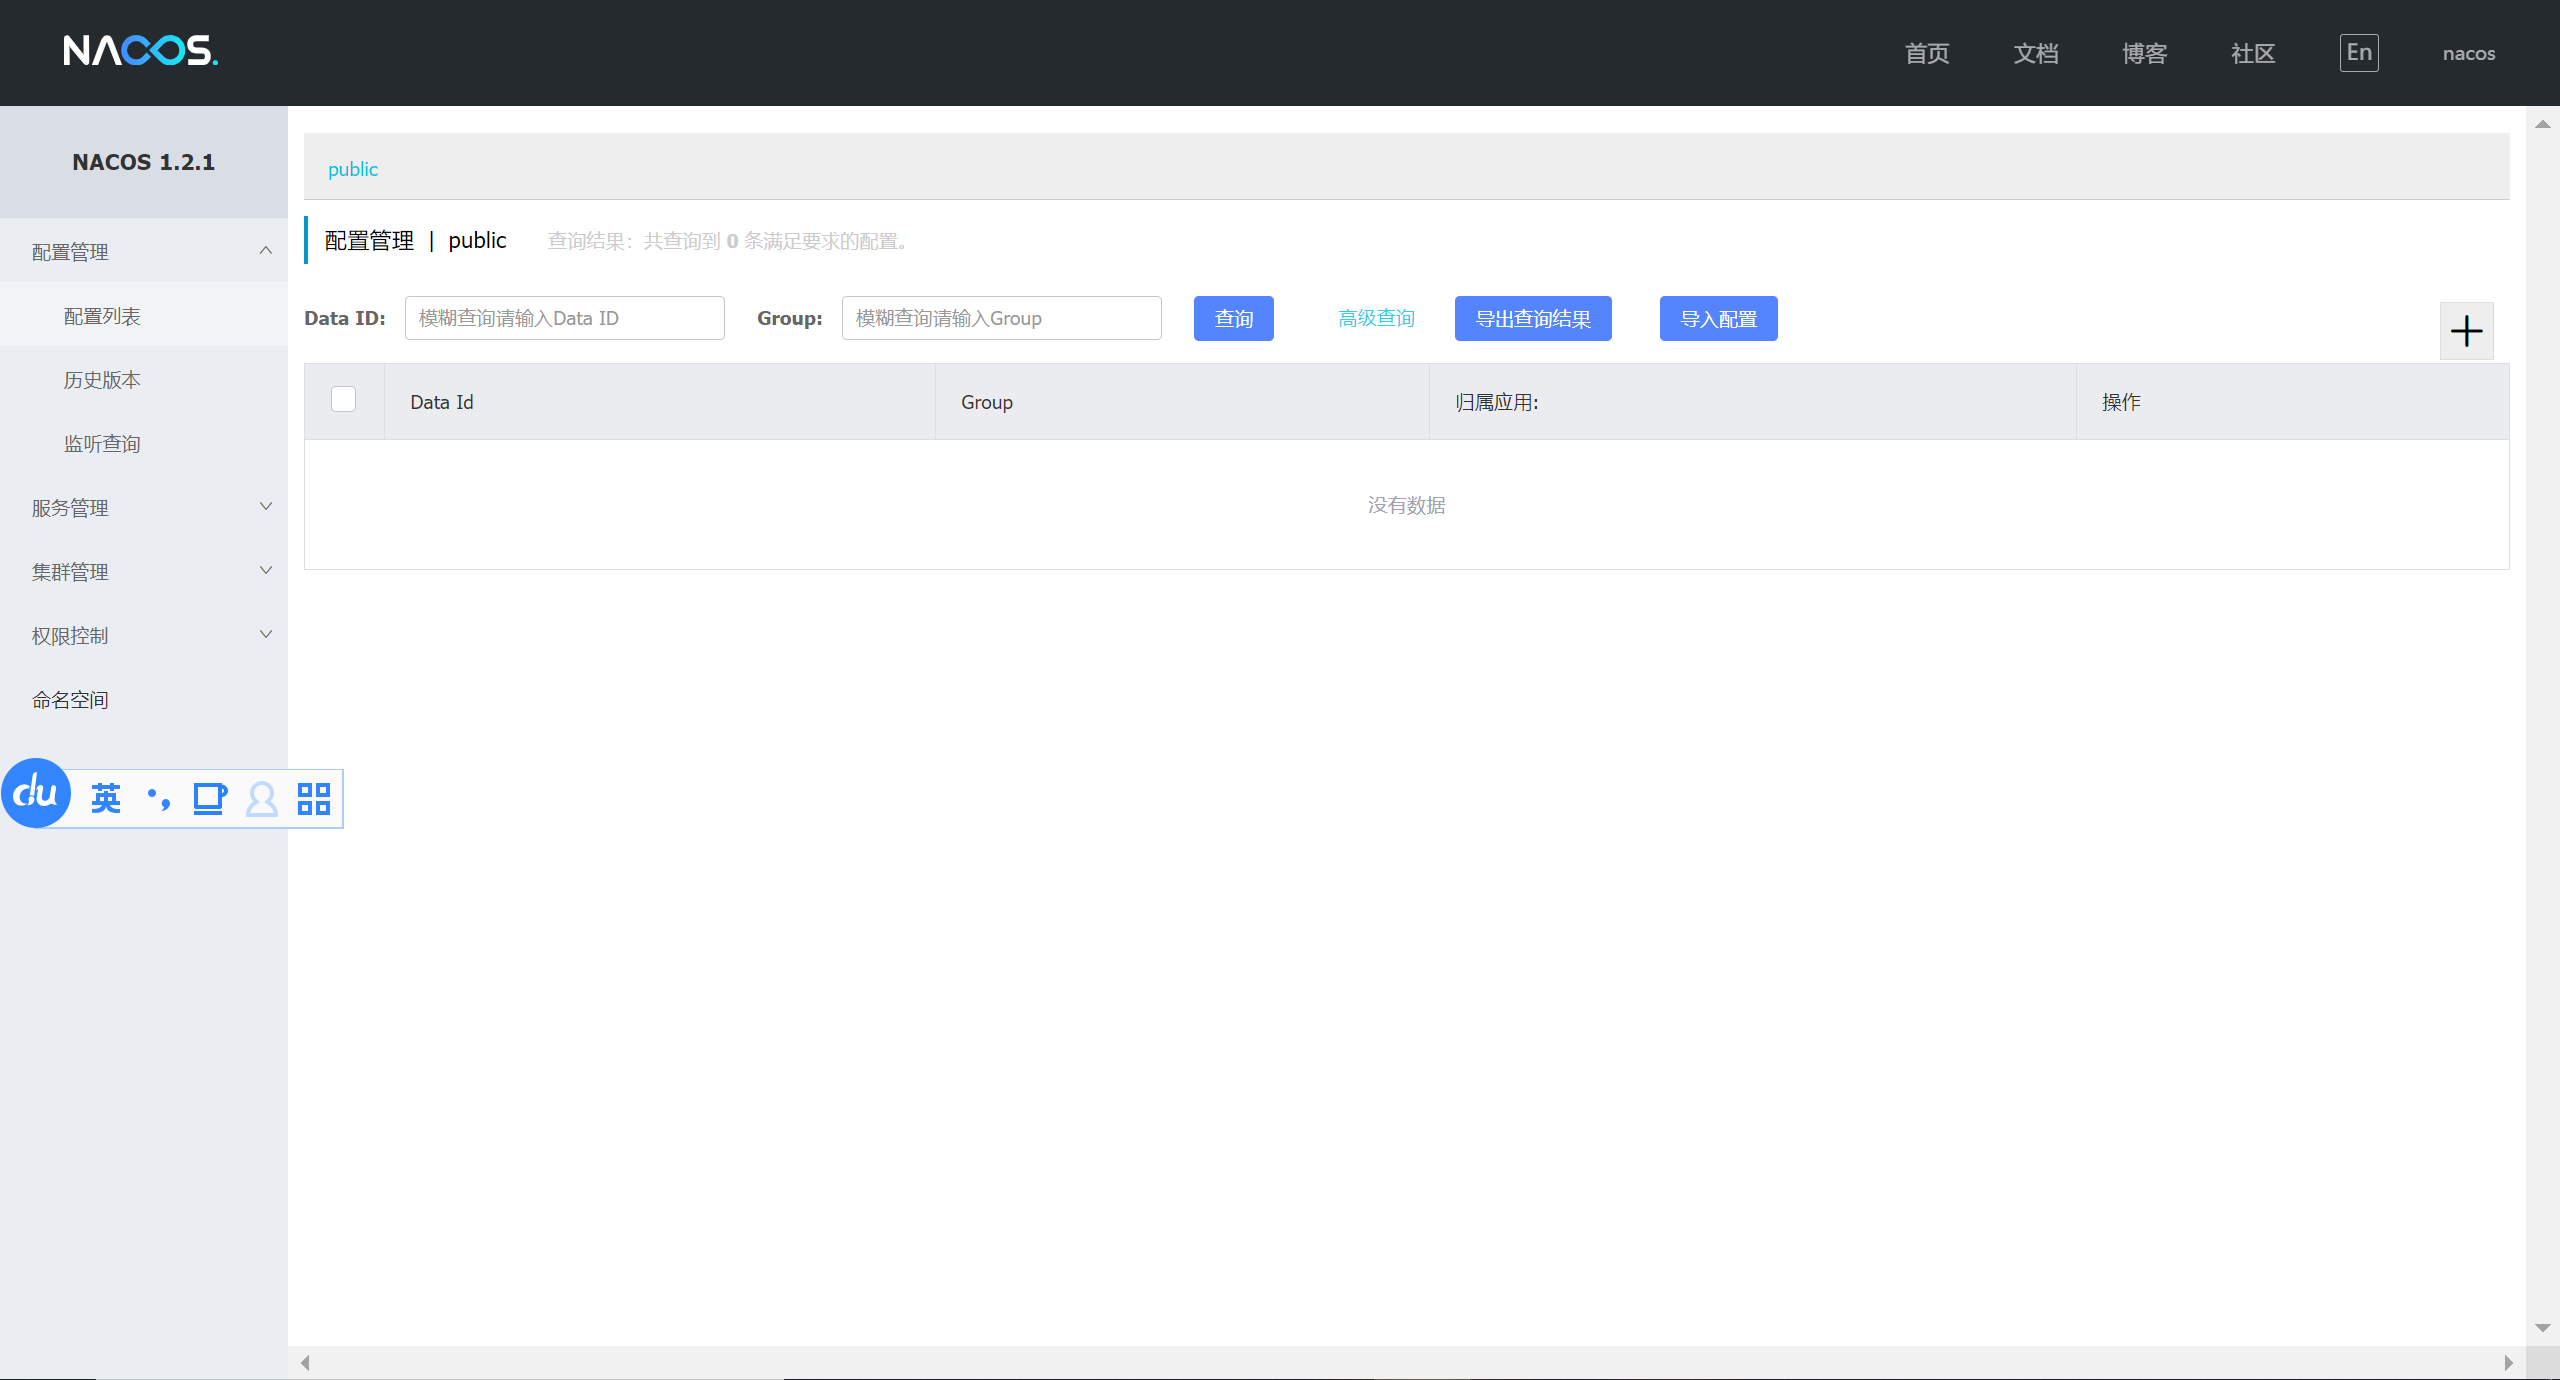 NACOS.
首页 文档 博客 社区 En nacos
NACOS 1.2.1
配置管理
配置列表
历史版本
监听查询
服务管理
集群管理
权限控制
命名空间
du 英
public
配置管理 | public 查询结果：共查询到 0 条满足要求的配置。
Data ID: 模糊查询请输入Data ID Group: 模糊查询请输入Group 查询 高级查询 导出查询结果 导入配置
Data Id Group 归属应用: 操作
没有数据